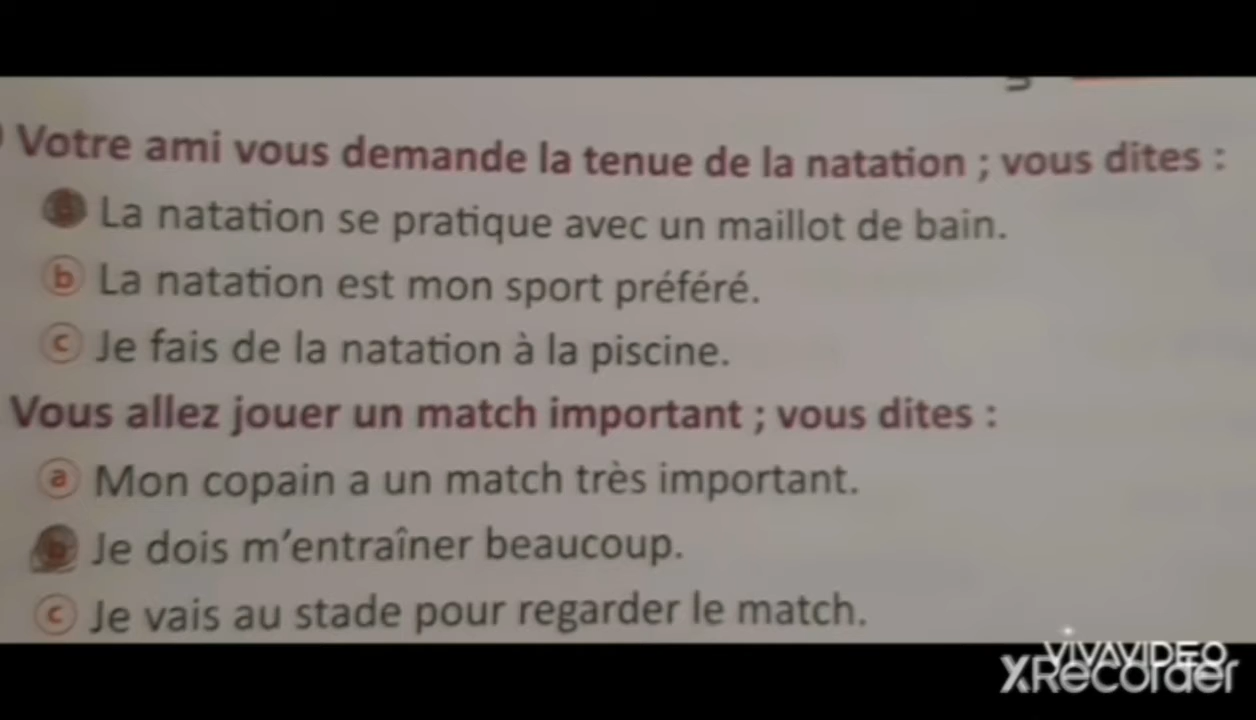 Votre ami vous demande la tenue de la natation ; vous dites :
a La natation se pratique avec un maillot de bain.
b La natation est mon sport préféré.
c Je fais de la natation à la piscine.
Vous allez jouer un match important ; vous dites :
a Mon copain a un match très important.
b Je dois m'entraîner beaucoup.
c Je vais au stade pour regarder le match.
VIVAVIDEO
XRecorder